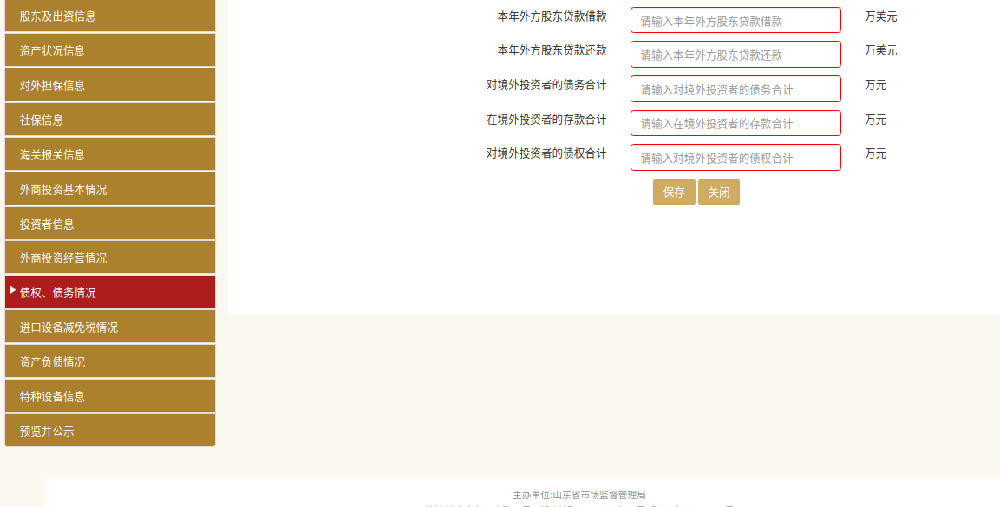 股东及出资信息
资产状况信息
对外担保信息
社保信息
海关报关信息
外商投资基本情况
投资者信息
外商投资经营情况
债权、债务情况
进口设备减免税情况
资产负债情况
特种设备信息
预览并公示
本年外方股东贷款借款 请输入本年外方股东贷款借款 万美元
本年外方股东贷款还款 请输入本年外方股东贷款还款 万美元
对境外投资者的债务合计 请输入对境外投资者的债务合计 万元
在境外投资者的存款合计 请输入在境外投资者的存款合计 万元
对境外投资者的债权合计 请输入对境外投资者的债权合计 万元
保存 关闭
主办单位:山东省市场监督管理局